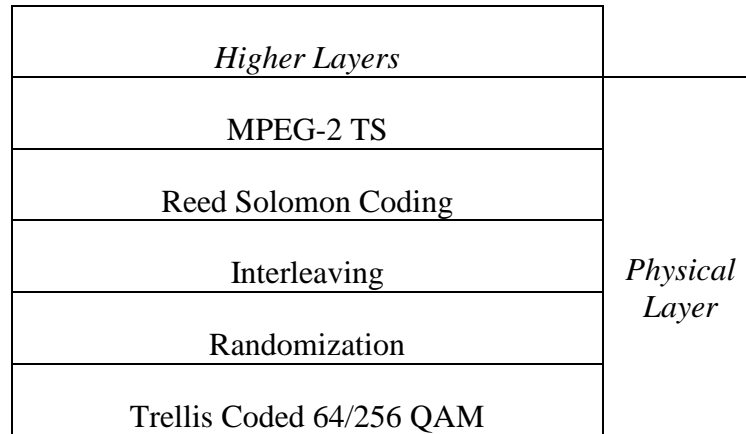 Higher Layers
MPEG-2 TS
Reed Solomon Coding
Interleaving
Physical
Layer
Randomization
Trellis Coded 64/256 QAM